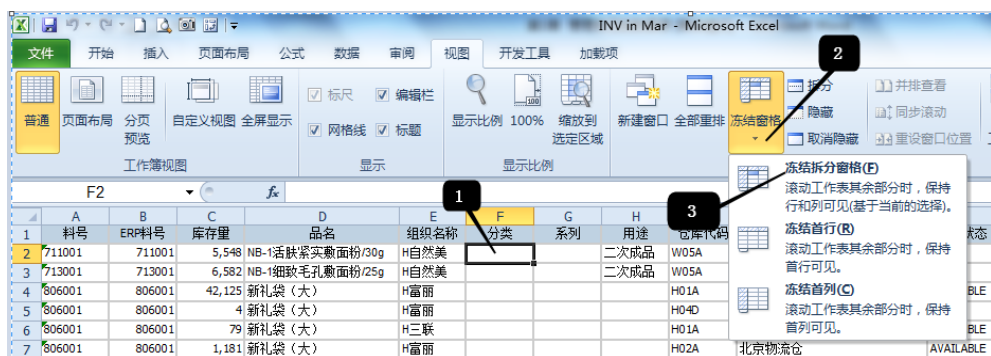 INV in Mar - Microsoft Excel
文件 开始 插入 页面布局 公式 数据 审阅 视图 开发工具 加载项
2
普通 页面布局 分页预览 自定义视图 全屏显示
标尺 编辑栏
网格线 标题
显示比例 100% 缩放到选定区域
100
新建窗口 全部重排 冻结窗格
拆分 并排查看
隐藏 同步滚动
取消隐藏 重设窗口位置
工作簿视图 显示 显示比例
冻结拆分窗格(F)
滚动工作表其余部分时，保持
行和列可见(基于当前的选择)。
冻结首行(R)
滚动工作表其余部分时，保持
首行可见。
冻结首列(C)
滚动工作表其余部分时，保持
首列可见。
F2 fx
1
3
A B C D E F G H
1 料号 ERP料号 库存量 品名 组织名称 分类 系列 用途 仓库代码 状态
2 711001 711001 5,548 NB-1活肤紧实敷面粉/30g H自然美 二次成品 W05A
3 713001 713001 6,582 NB-1细致毛孔敷面粉/25g H自然美 二次成品 W05A
4 806001 806001 42,125 新礼袋（大） H富丽 H01A BLE
5 806001 806001 4 新礼袋（大） H富丽 H04D
6 806001 806001 79 新礼袋（大） H三联 H01A BLE
7 806001 806001 1,181 新礼袋（大） H富丽 H02A 北京物流仓 AVAILABLE